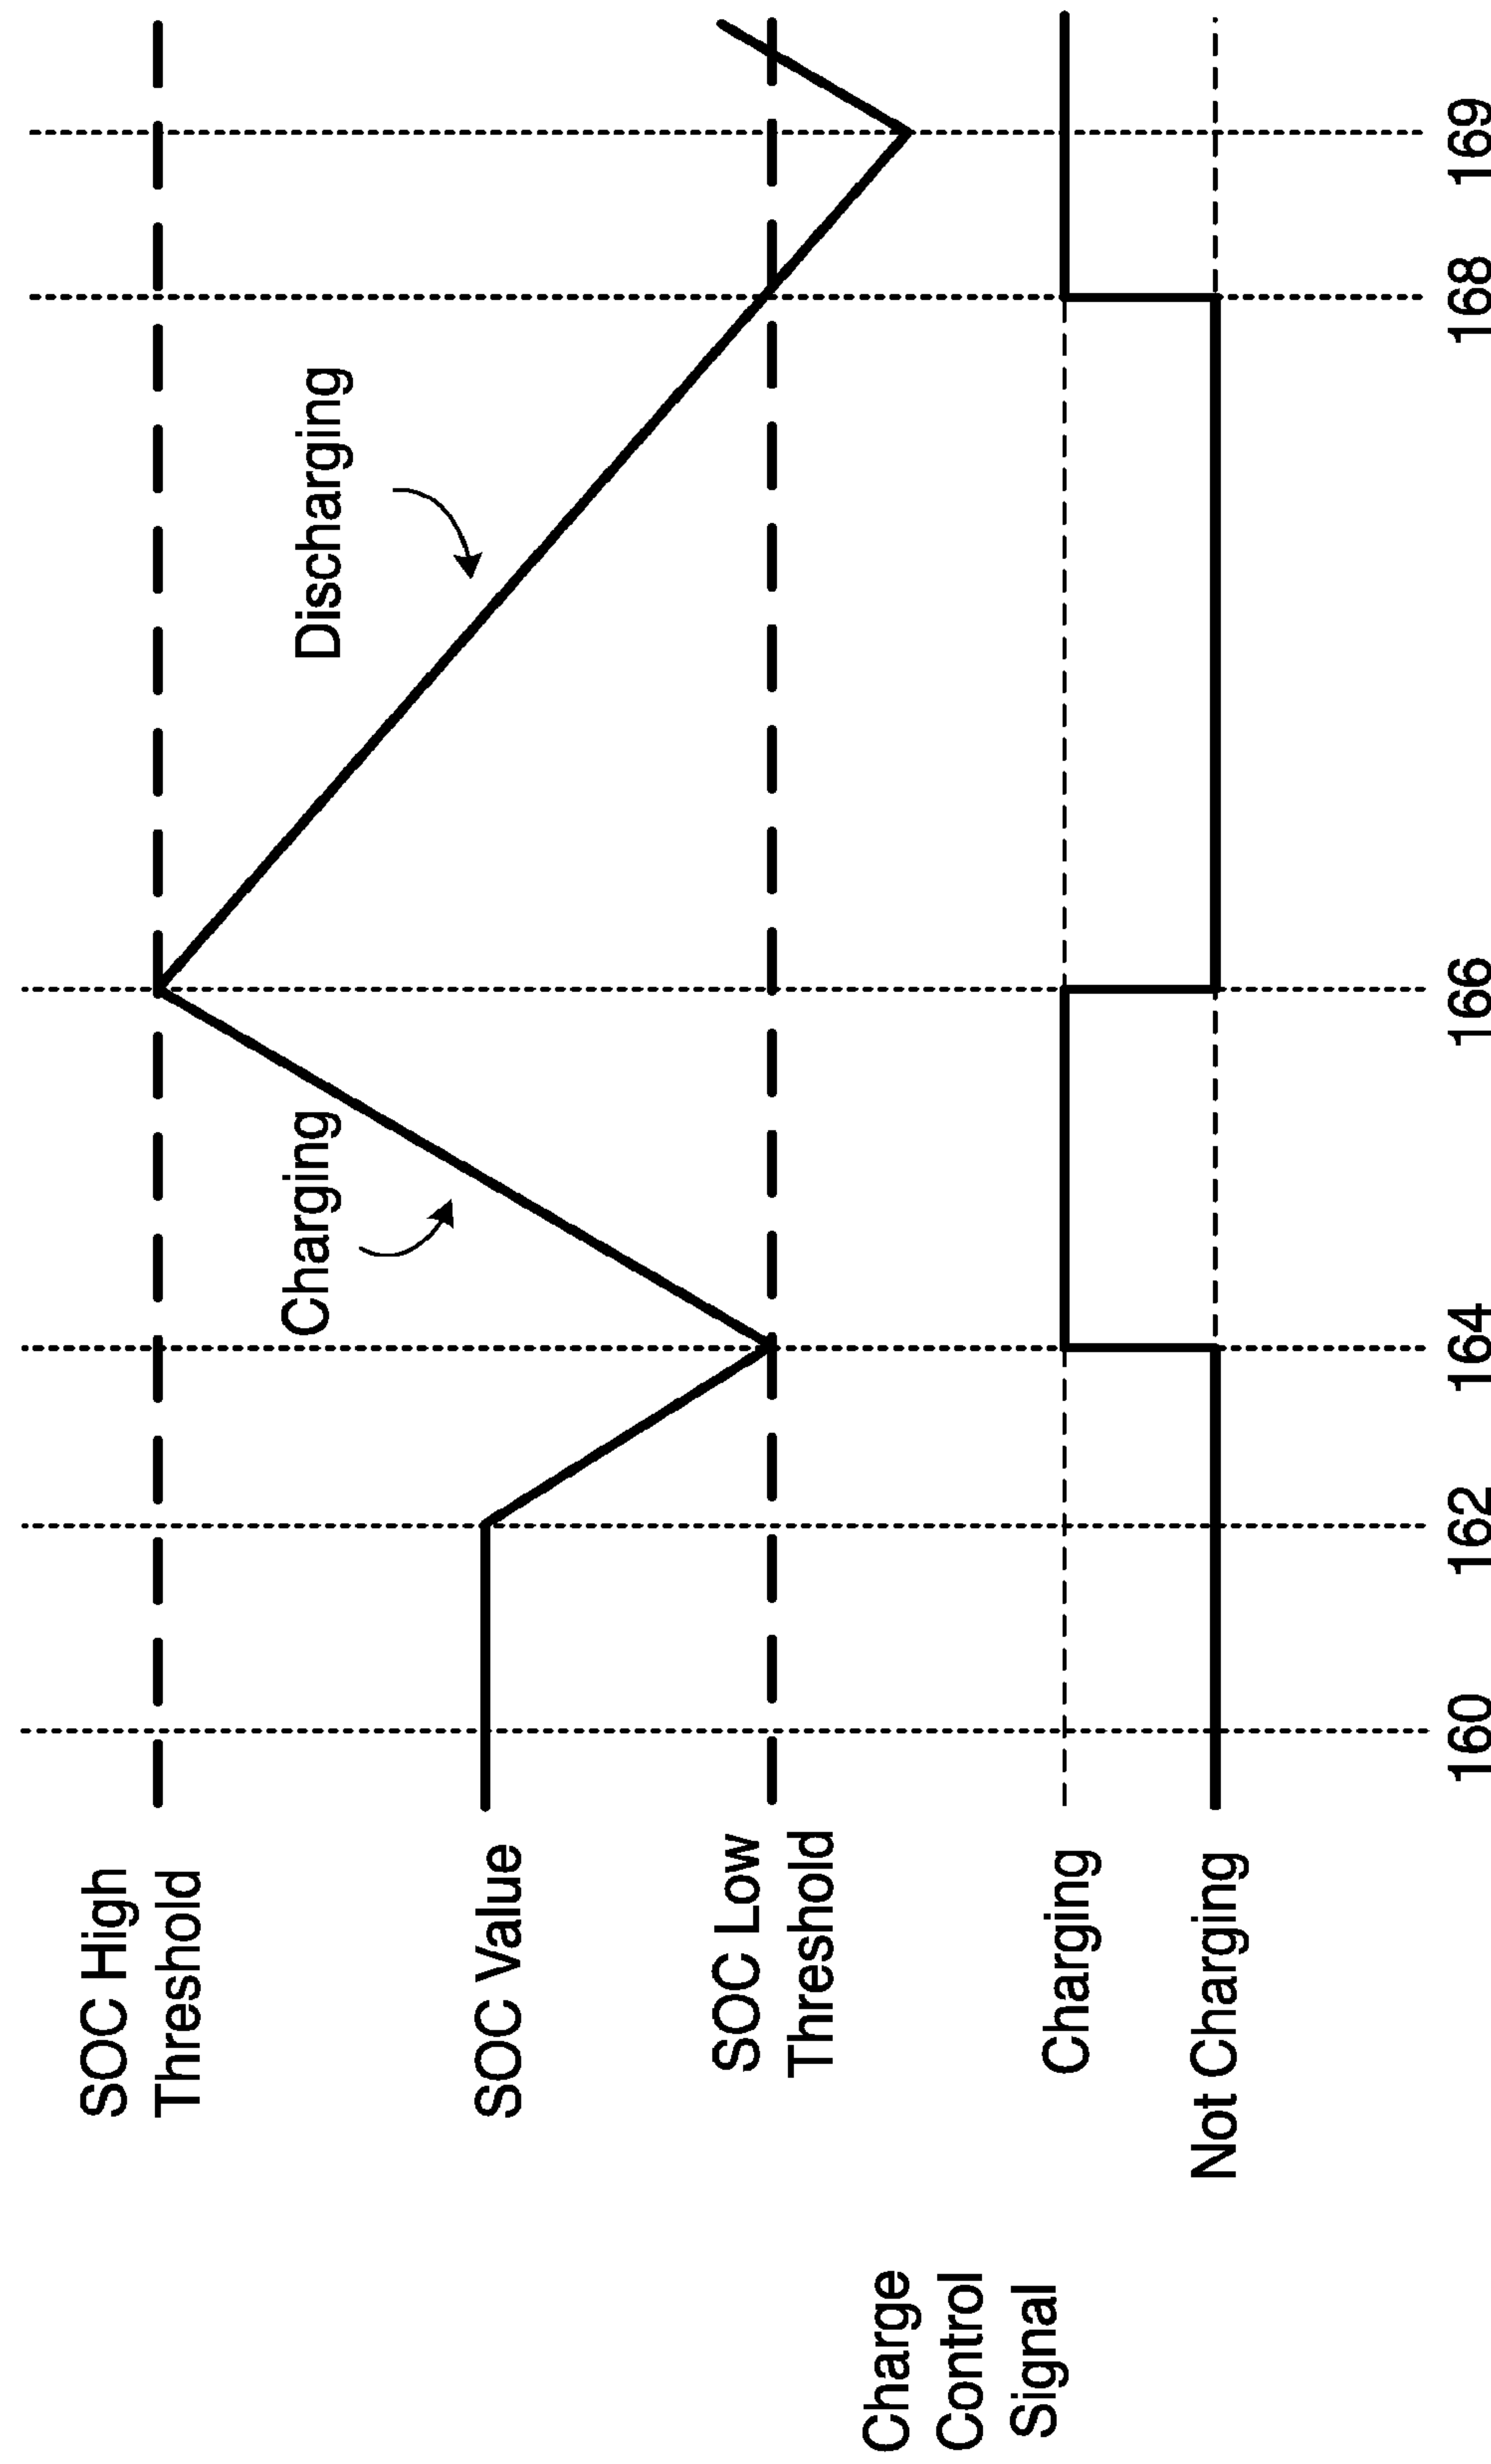 SOC High
Threshold
Charging
Discharging
SOC Value
SOC Low
Threshold
Charge
Control
Signal
Charging
Not Charging
160
162
164
166
168
169